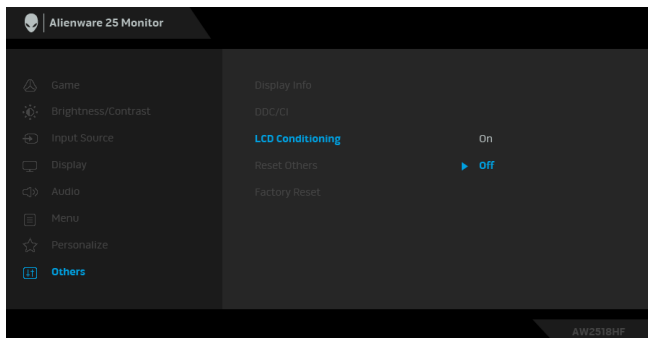 Alienware 25 Monitor
Game
Display Info
Brightness/Contrast
DDC/CI
Input Source
LCD Conditioning
On
Display
Reset Others
Off
Audio
Factory Reset
Menu
Personalize
Others
AW2518HF